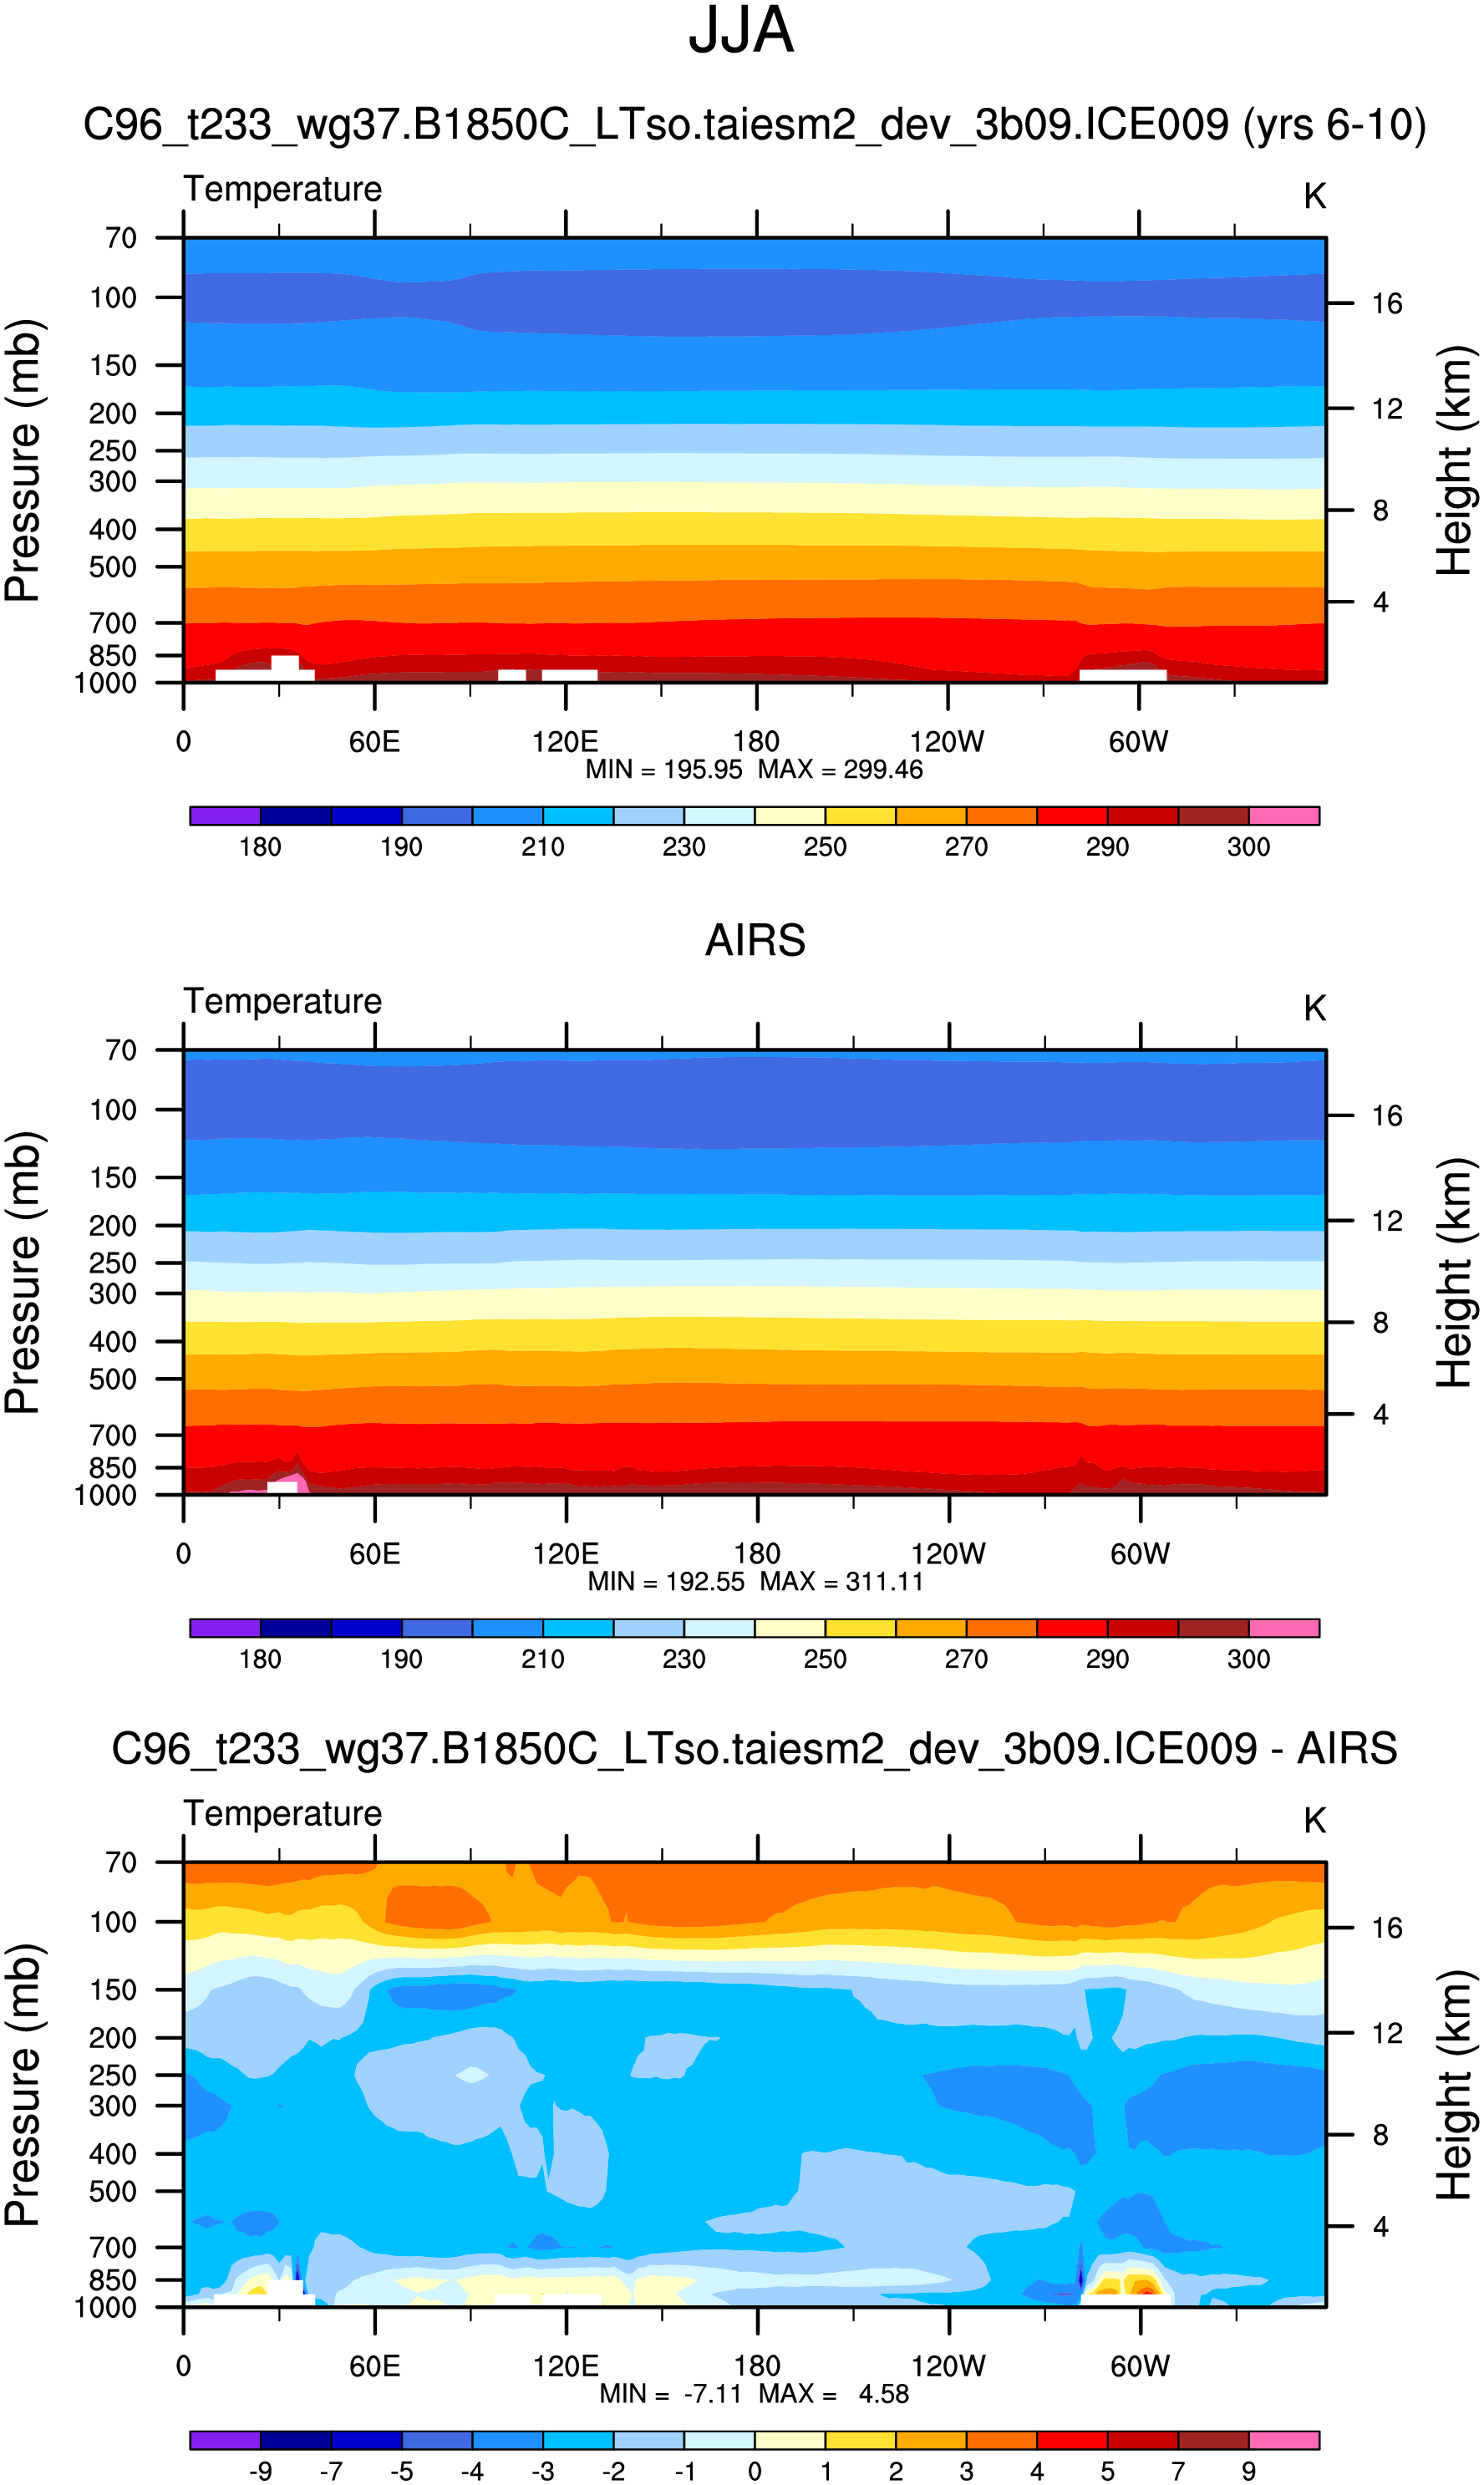 JJA
C96_t233_wg37.B1850C_LTso.taiesm2_dev_3b09.ICE009 (yrs 6-10)
Temperature K
Pressure (mb)
70
100
150
200
250
300
400
500
700
850
1000
16
12
8
4
Height (km)
0 60E 120E 180 120W 60W
MIN = 195.95 MAX = 299.46
180 190 210 230 250 270 290 300
AIRS
Temperature K
Pressure (mb)
70
100
150
200
250
300
400
500
700
850
1000
16
12
8
4
Height (km)
0 60E 120E 180 120W 60W
MIN = 192.55 MAX = 311.11
180 190 210 230 250 270 290 300
C96_t233_wg37.B1850C_LTso.taiesm2_dev_3b09.ICE009 - AIRS
Temperature K
Pressure (mb)
70
100
150
200
250
300
400
500
700
850
1000
16
12
8
4
Height (km)
0 60E 120E 180 120W 60W
MIN = -7.11 MAX = 4.58
-9 -7 -5 -4 -3 -2 -1 0 1 2 3 4 5 7 9